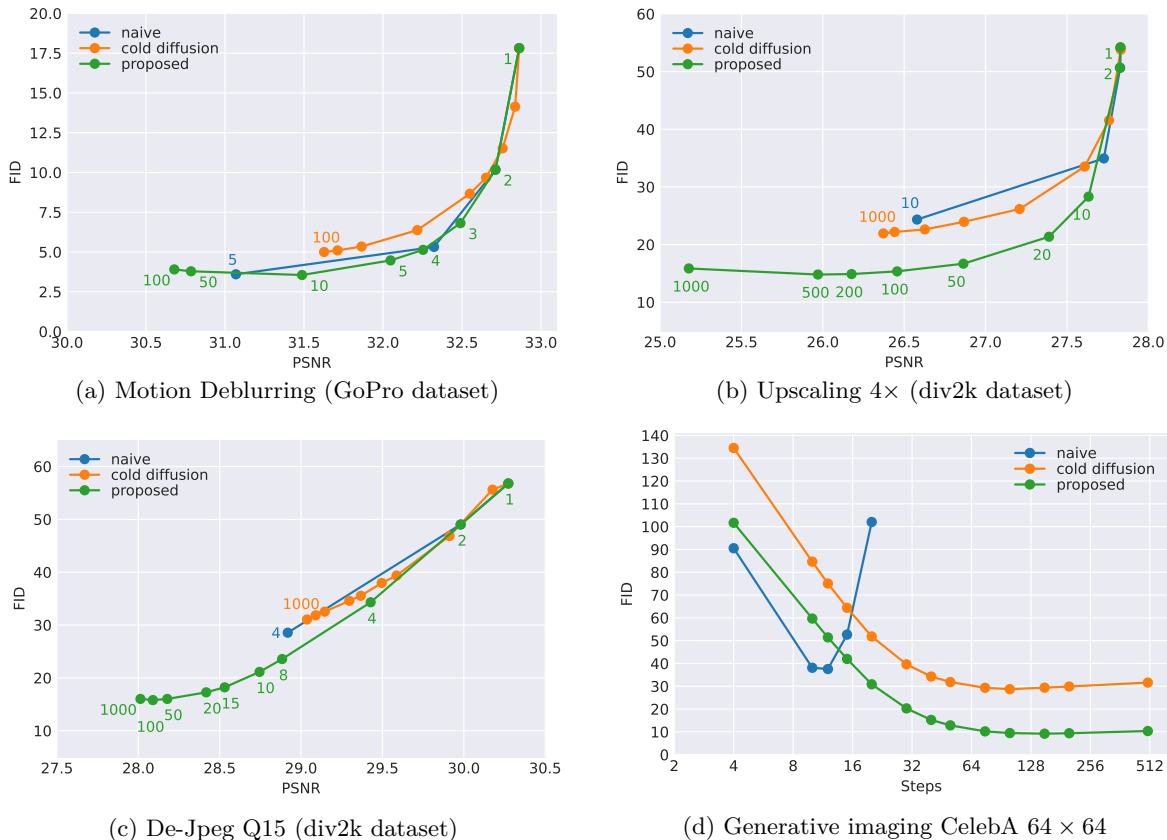 20.0
17.5
15.0
12.5
10.0
7.5
5.0
2.5
0.0
FID
naive
cold diffusion
proposed
1
2
3
4
5
10
50
100
5
100
30.0 30.5 31.0 31.5 32.0 32.5 33.0
PSNR
(a) Motion Deblurring (GoPro dataset)
60
50
40
30
20
10
FID
naive
cold diffusion
proposed
1
2
10
1000
10
20
50
100
200
500
1000
25.0 25.5 26.0 26.5 27.0 27.5 28.0
PSNR
(b) Upscaling 4× (div2k dataset)
60
50
40
30
20
10
FID
naive
cold diffusion
proposed
1
2
1000
4
4
8
10
15
20
50
100
1000
27.5 28.0 28.5 29.0 29.5 30.0 30.5
PSNR
(c) De-Jpeg Q15 (div2k dataset)
140
130
120
110
100
90
80
70
60
50
40
30
20
10
0
FID
naive
cold diffusion
proposed
2 4 8 16 32 64 128 256 512
Steps
(d) Generative imaging CelebA 64 × 64